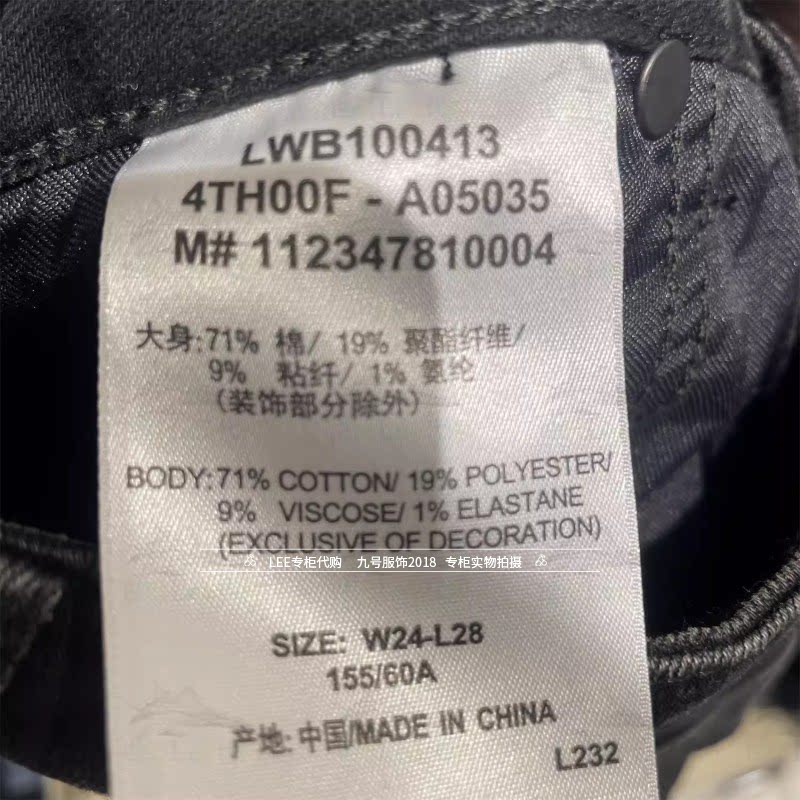 LWB100413
4TH00F - A05035
M# 112347810004
大身:71% 棉/ 19% 聚酯纤维/
9% 粘纤/ 1% 氨纶
(装饰部分除外)
BODY:71% COTTON/ 19% POLYESTER/
9% VISCOSE/ 1% ELASTANE
(EXCLUSIVE OF DECORATION)
LEE专柜代购 九号服饰2018 专柜实物拍摄
SIZE: W24-L28
155/60A
产地:中国/MADE IN CHINA
L232